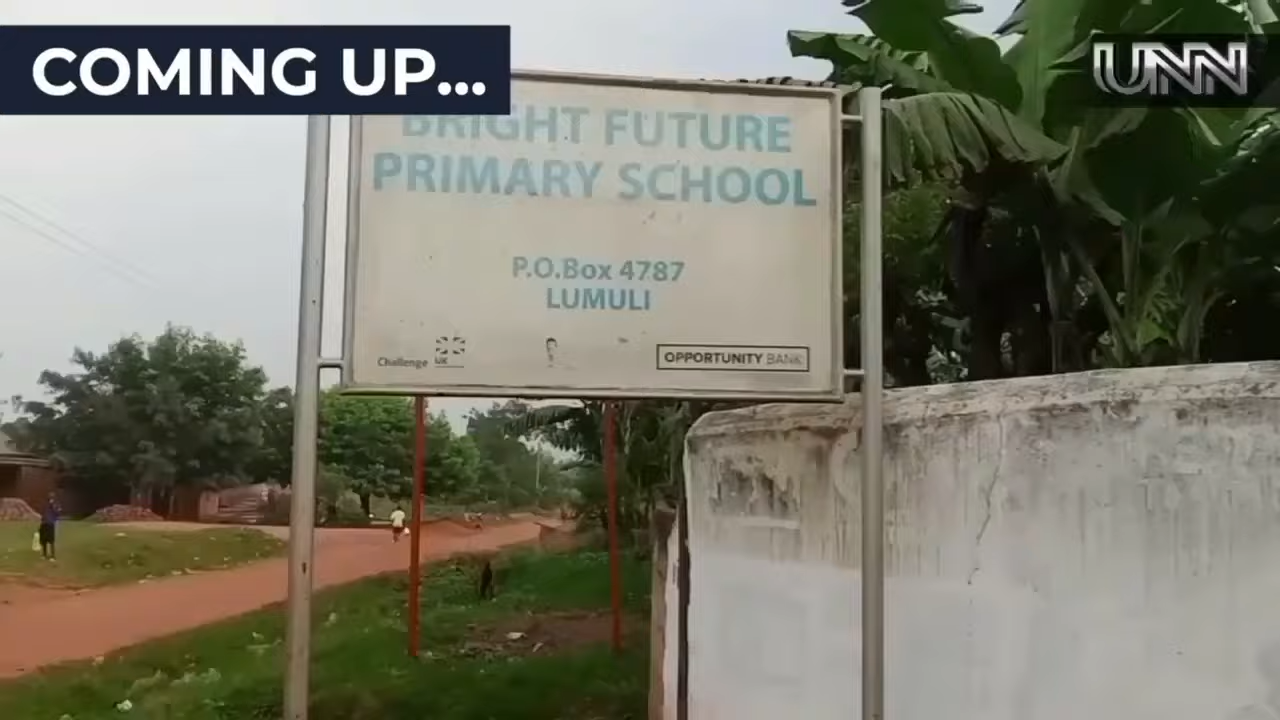 COMING UP...
UNN
BRIGHT FUTURE
PRIMARY SCHOOL
P.O.Box 4787
LUMULI
Challenge UK
OPPORTUNITY BANK